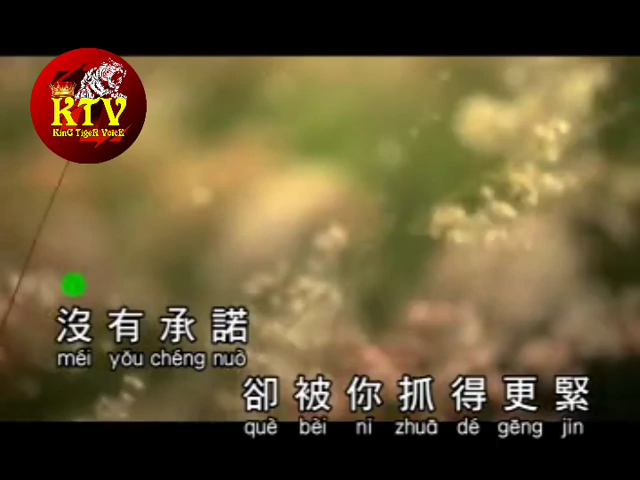 KTV
KinG TigeR VoicE
沒有承諾
méi yǒu chéng nuò
卻被你抓得更緊
què bèi nǐ zhuā dé gēng jǐn